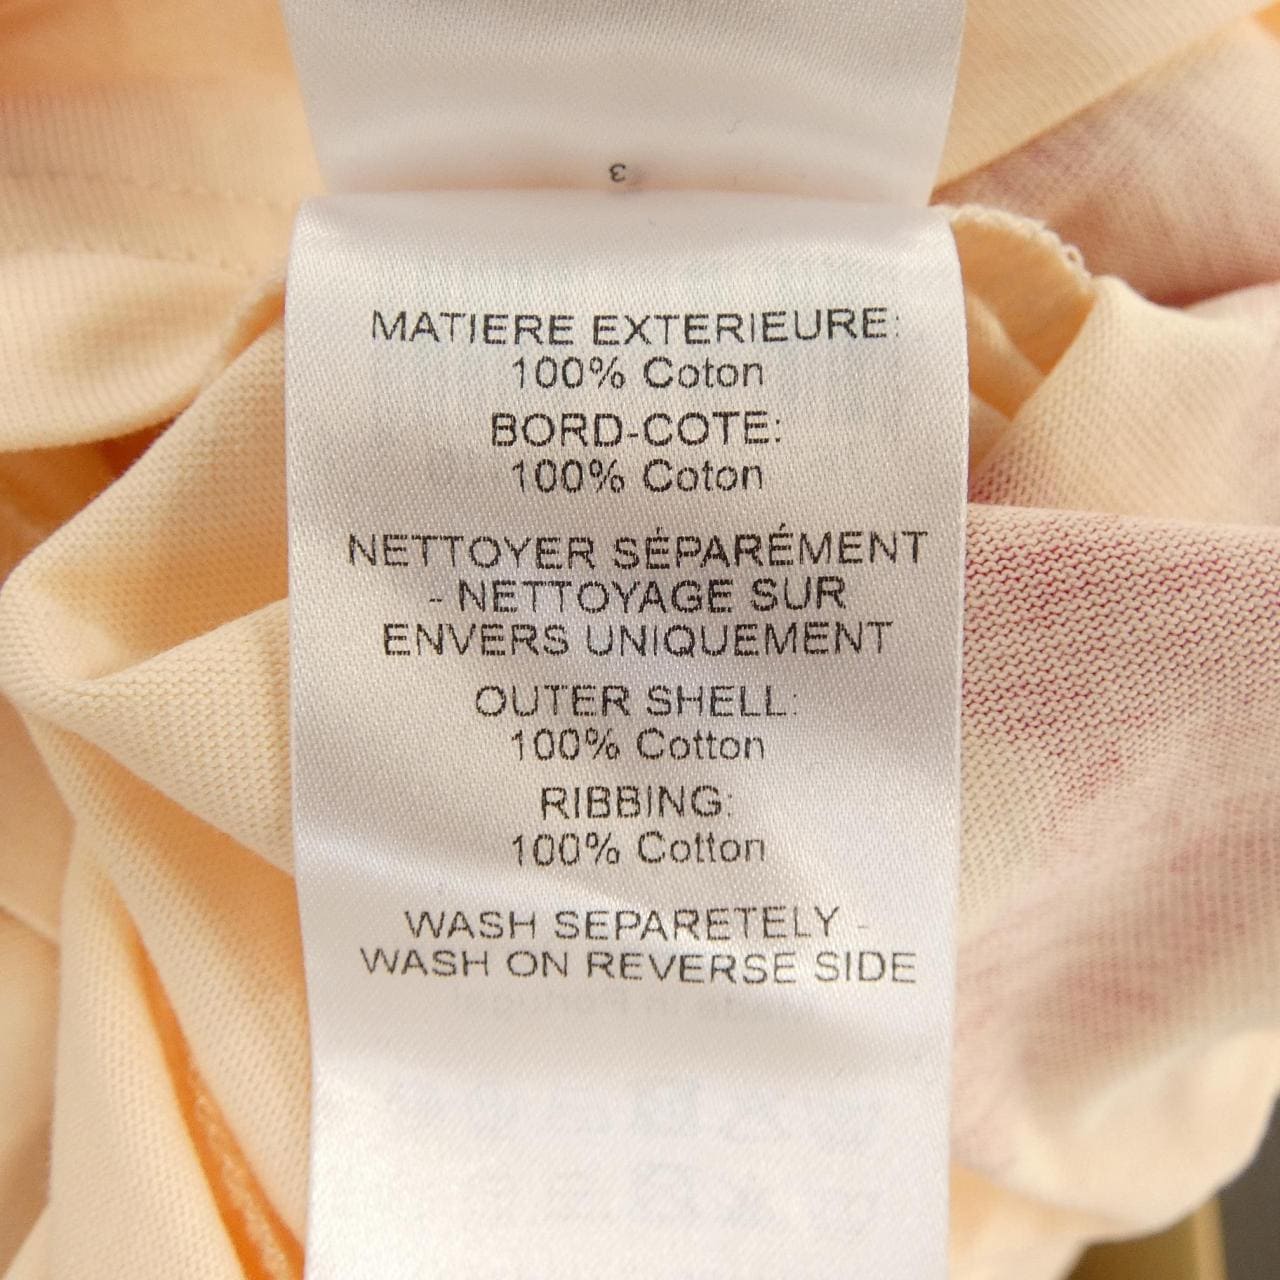 3
MATIERE EXTERIEURE:
100% Coton
BORD-COTE:
100% Coton
NETTOYER SÉPARÉMENT
- NETTOYAGE SUR
ENVERS UNIQUEMENT
OUTER SHELL:
100% Cotton
RIBBING:
100% Cotton
WASH SEPARETELY -
WASH ON REVERSE SIDE